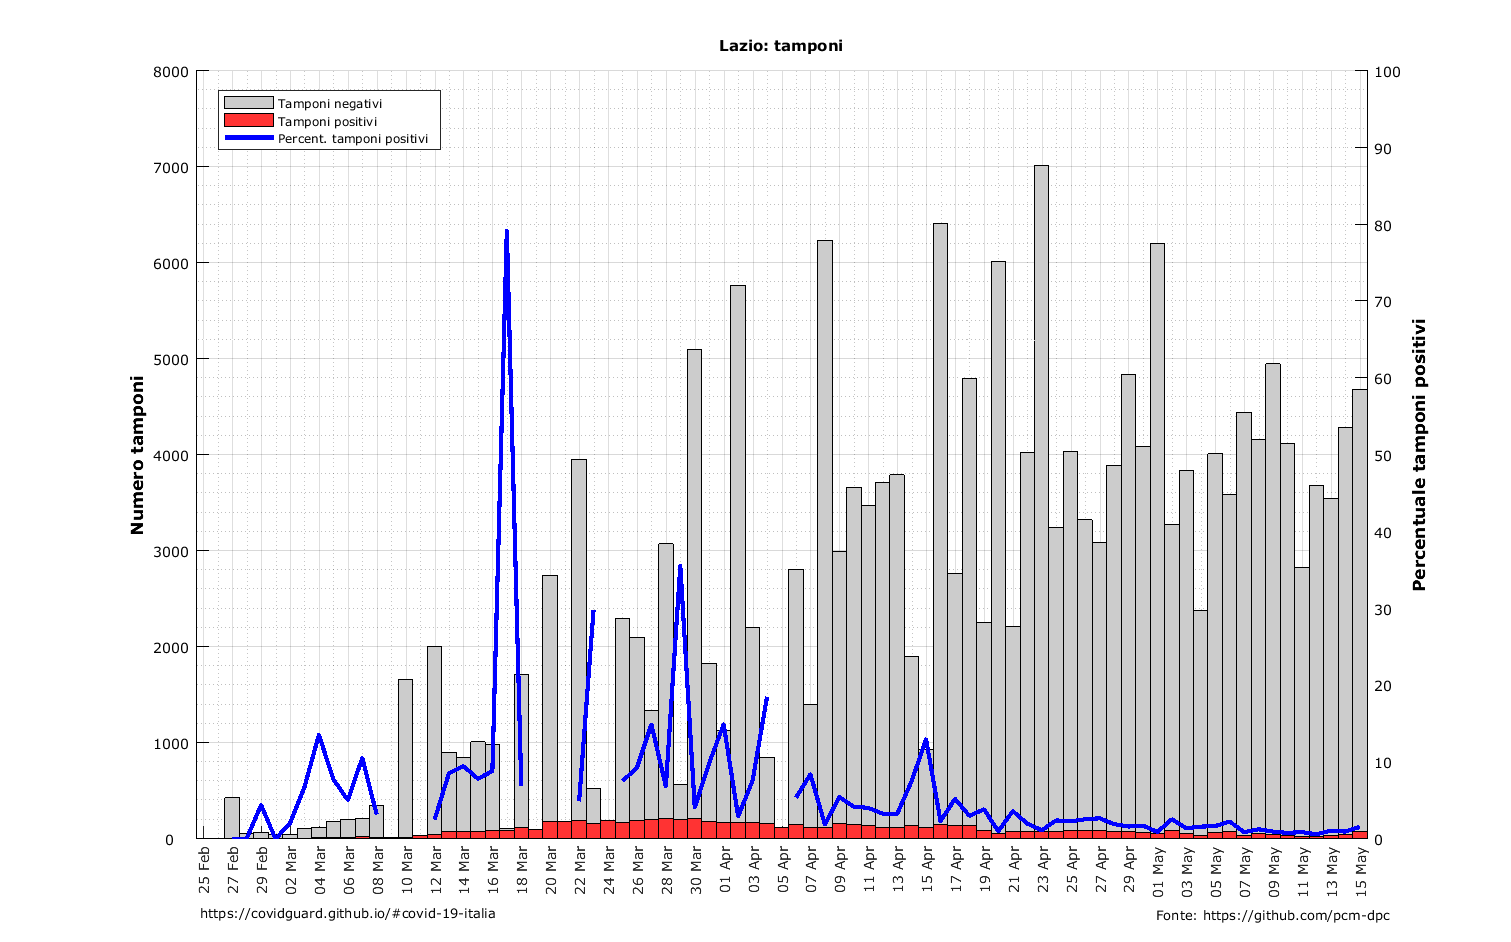 Lazio: tamponi
Tamponi negativi
Tamponi positivi
Percent. tamponi positivi
Numero tamponi
8000
7000
6000
5000
4000
3000
2000
1000
0
Percentuale tamponi positivi
100
90
80
70
60
50
40
30
20
10
0
25 Feb
27 Feb
29 Feb
02 Mar
04 Mar
06 Mar
08 Mar
10 Mar
12 Mar
14 Mar
16 Mar
18 Mar
20 Mar
22 Mar
24 Mar
26 Mar
28 Mar
30 Mar
01 Apr
03 Apr
05 Apr
07 Apr
09 Apr
11 Apr
13 Apr
15 Apr
17 Apr
19 Apr
21 Apr
23 Apr
25 Apr
27 Apr
29 Apr
01 May
03 May
05 May
07 May
09 May
11 May
13 May
15 May
https://covidguard.github.io/#covid-19-italia
Fonte: https://github.com/pcm-dpc